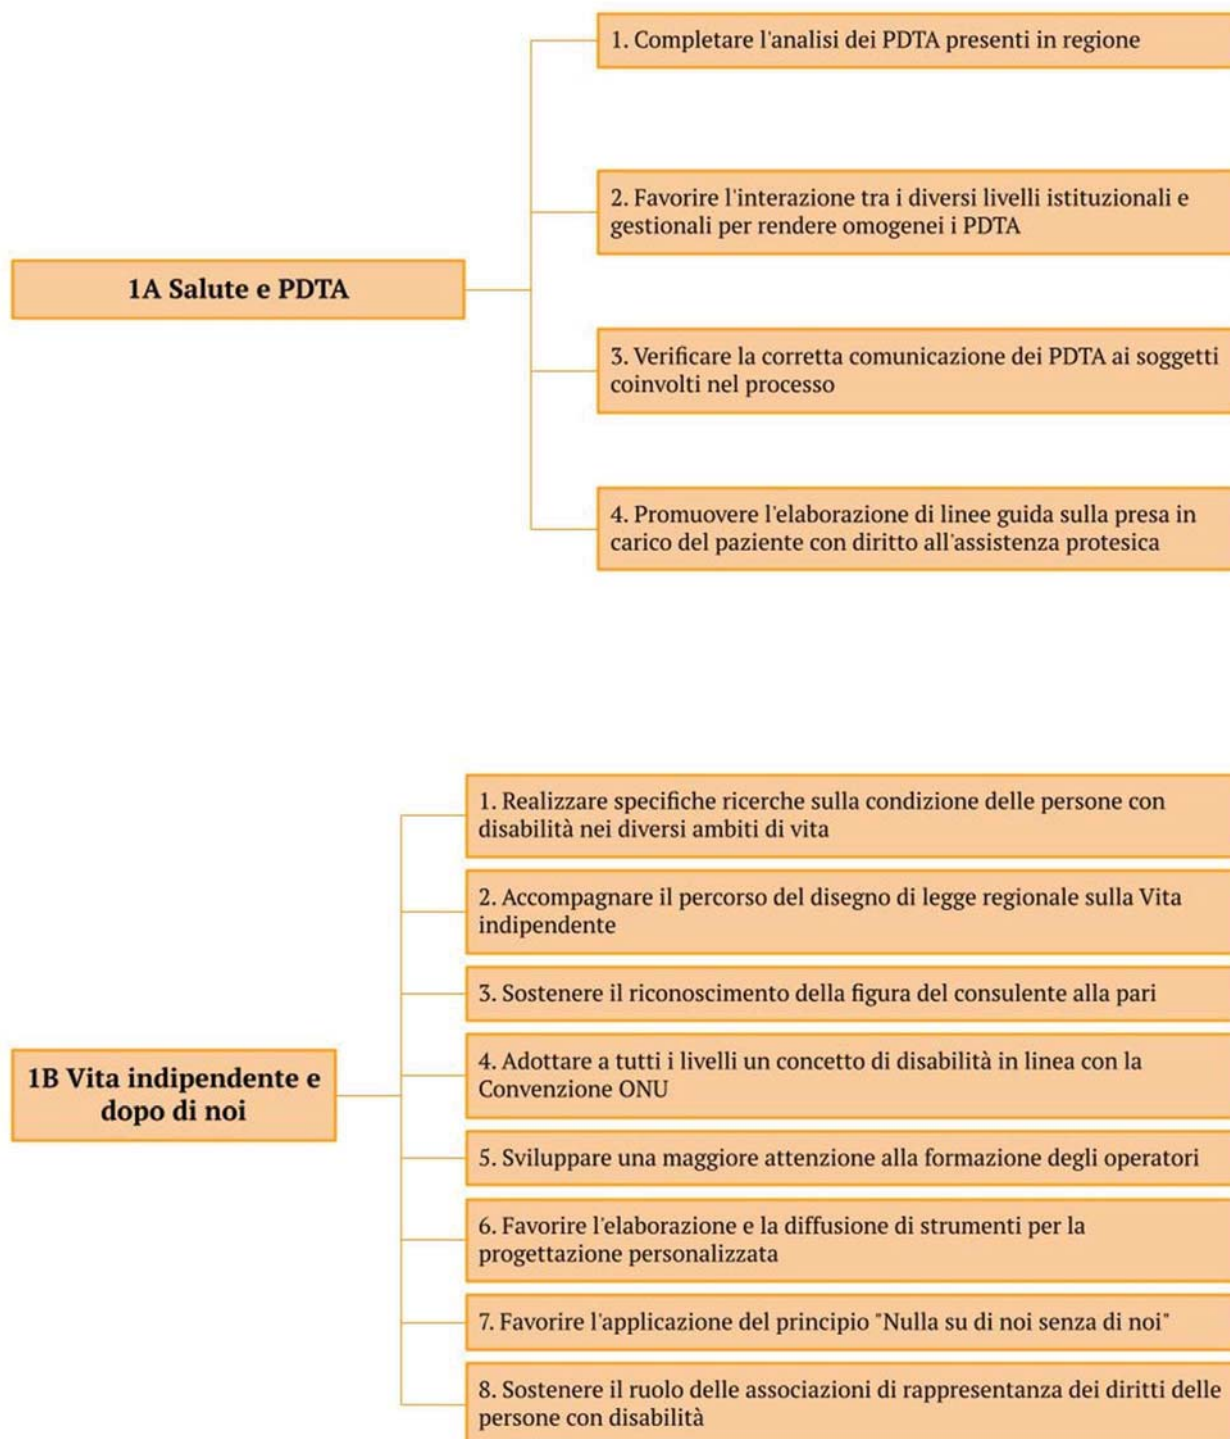 1A Salute e PDTA
1. Completare l'analisi dei PDTA presenti in regione
2. Favorire l'interazione tra i diversi livelli istituzionali e
gestionali per rendere omogenei i PDTA
3. Verificare la corretta comunicazione dei PDTA ai soggetti
coinvolti nel processo
4. Promuovere l'elaborazione di linee guida sulla presa in
carico del paziente con diritto all'assistenza protesica
1B Vita indipendente e
dopo di noi
1. Realizzare specifiche ricerche sulla condizione delle persone con
disabilità nei diversi ambiti di vita
2. Accompagnare il percorso del disegno di legge regionale sulla Vita
indipendente
3. Sostenere il riconoscimento della figura del consulente alla pari
4. Adottare a tutti i livelli un concetto di disabilità in linea con la
Convenzione ONU
5. Sviluppare una maggiore attenzione alla formazione degli operatori
6. Favorire l'elaborazione e la diffusione di strumenti per la
progettazione personalizzata
7. Favorire l'applicazione del principio "Nulla su di noi senza di noi"
8. Sostenere il ruolo delle associazioni di rappresentanza dei diritti delle
persone con disabilità